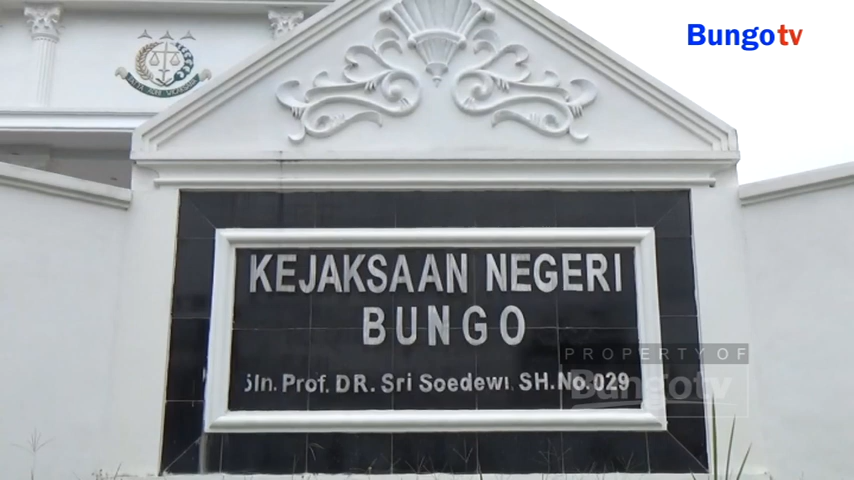 Bungotv
KEJAKSAAN NEGERI
BUNGO
Jln. Prof. DR. Sri Soedewi. SH. No. 029
PROPERTY OF
Bungotv